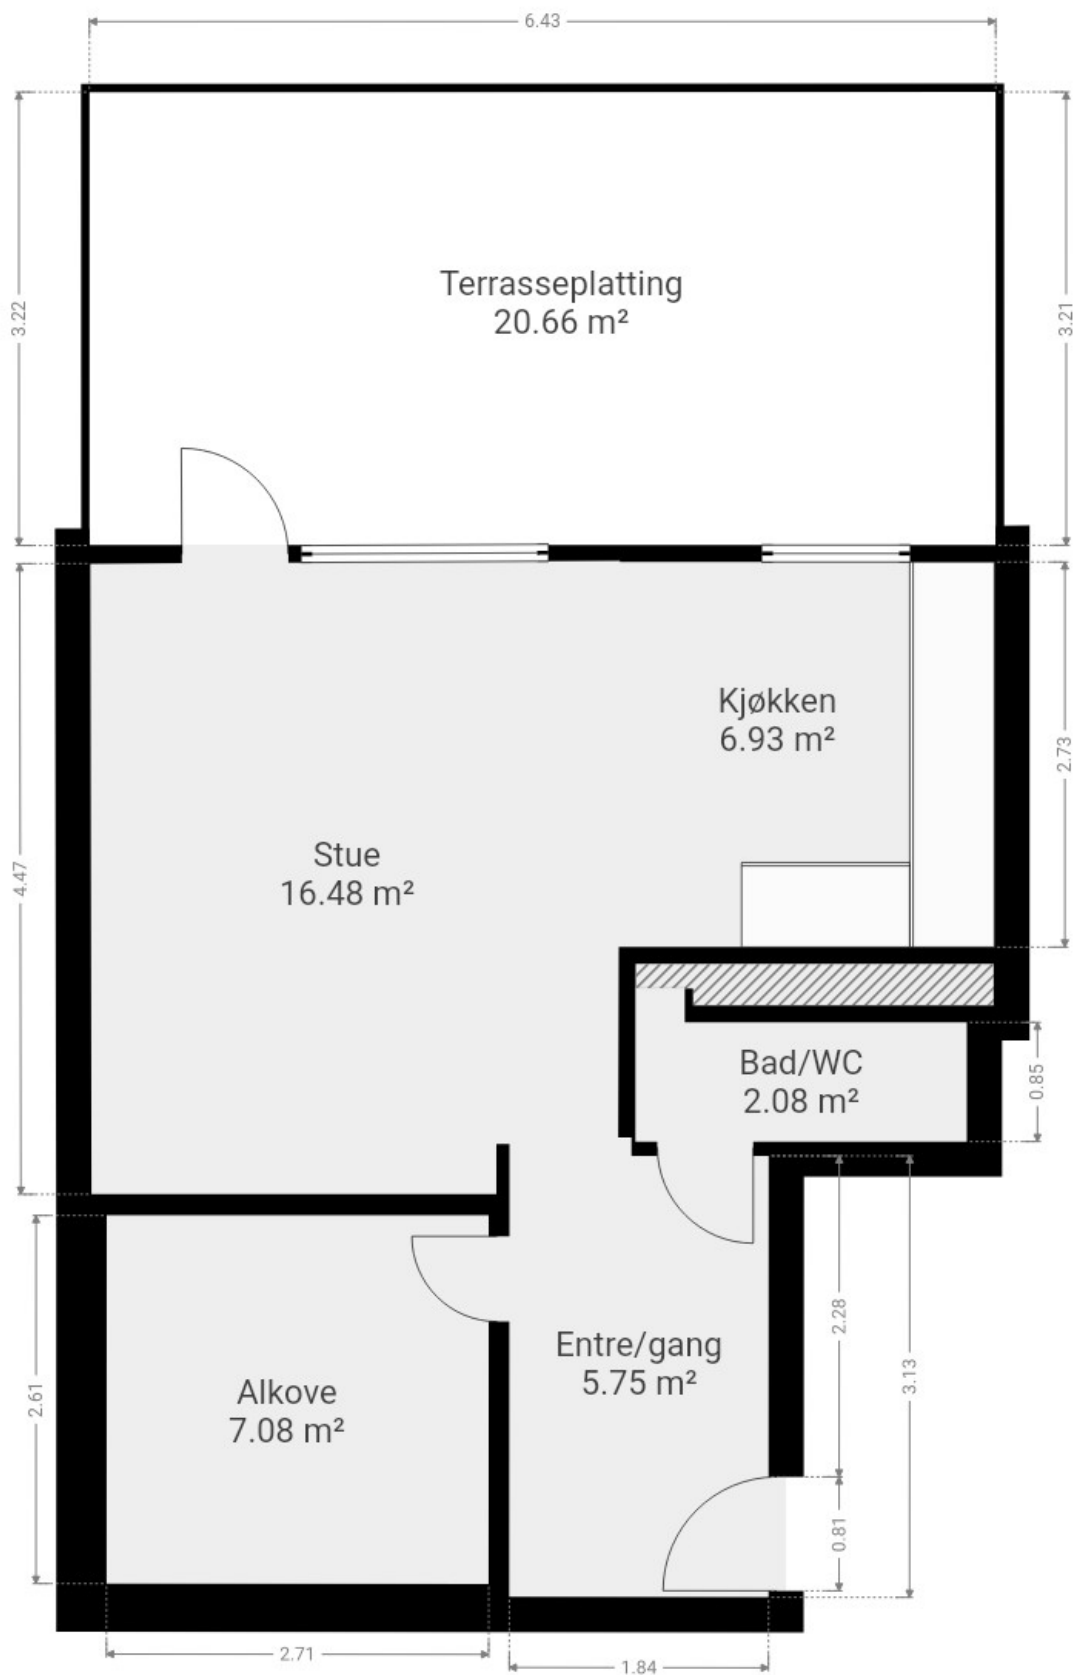 6.43
3.22
3.21
Terrasseplatting
20.66 m²
Kjøkken
6.93 m²
2.73
Stue
16.48 m²
4.47
Bad/WC
2.08 m²
0.85
2.28
3.13
Entre/gang
5.75 m²
Alkove
7.08 m²
2.61
0.81
2.71
1.84